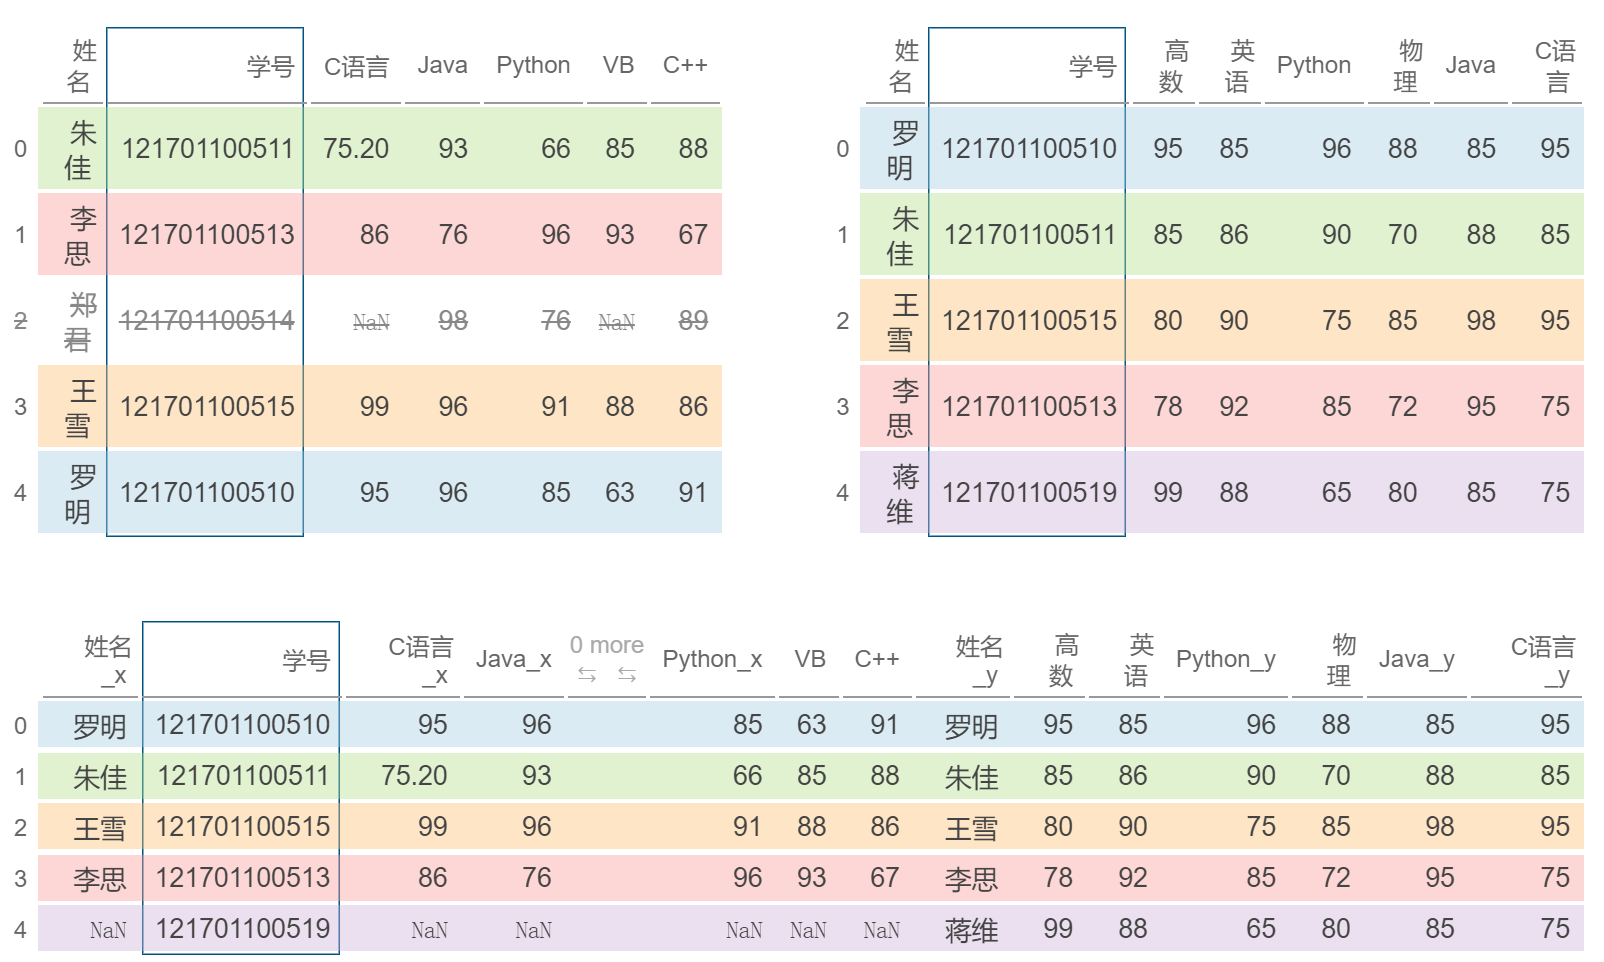 姓名 学号 C语言 Java Python VB C++
0 朱佳 121701100511 75.20 93 66 85 88
1 李思 121701100513 86 76 96 93 67
2 郑君 121701100514 NaN 98 76 NaN 89
3 王雪 121701100515 99 96 91 88 86
4 罗明 121701100510 95 96 85 63 91
姓名 学号 高数 英语 Python 物理 Java C语言
0 罗明 121701100510 95 85 96 88 85 95
1 朱佳 121701100511 85 86 90 70 88 85
2 王雪 121701100515 80 90 75 85 98 95
3 李思 121701100513 78 92 85 72 95 75
4 蒋维 121701100519 99 88 65 80 85 75
姓名_x 学号 C语言_x Java_x 0 more Python_x VB C++ 姓名_y 高数 英语 Python_y 物理 Java_y C语言_y
0 罗明 121701100510 95 96 85 63 91 罗明 95 85 96 88 85 95
1 朱佳 121701100511 75.20 93 66 85 88 朱佳 85 86 90 70 88 85
2 王雪 121701100515 99 96 91 88 86 王雪 80 90 75 85 98 95
3 李思 121701100513 86 76 96 93 67 李思 78 92 85 72 95 75
4 NaN 121701100519 NaN NaN NaN NaN NaN 蒋维 99 88 65 80 85 75